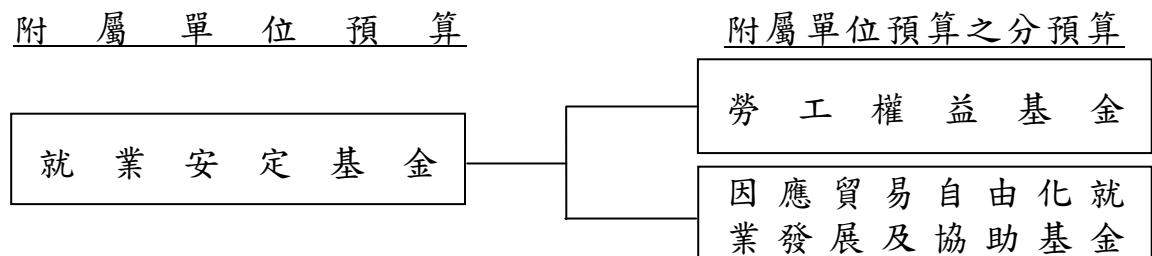 附屬單位預算
附屬單位預算之分預算
就業安定基金
勞工權益基金
因應貿易自由化就
業發展及協助基金